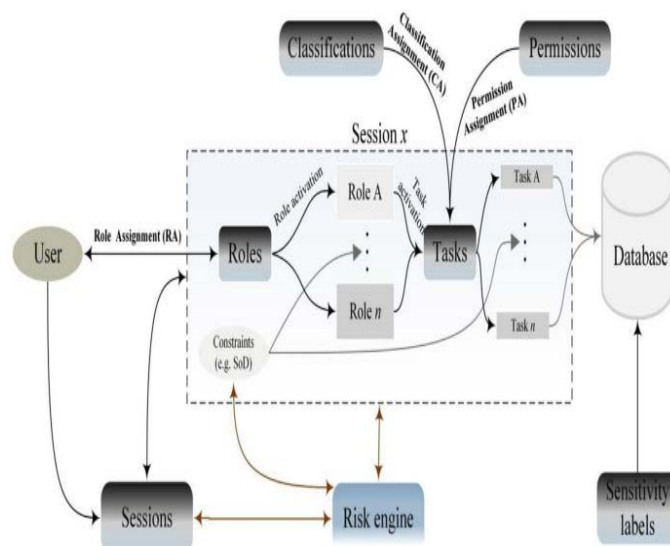 Classifications
Classification
Assignment (CA)
Permission
Assignment (PA)
Permissions
Session x
Role activation
Role A
Task
activation
Task A
User
Role Assignment (RA)
Roles
Tasks
Database
Role n
Task n
Constraints
(e.g. SoD)
Sessions
Risk engine
Sensitivity
labels